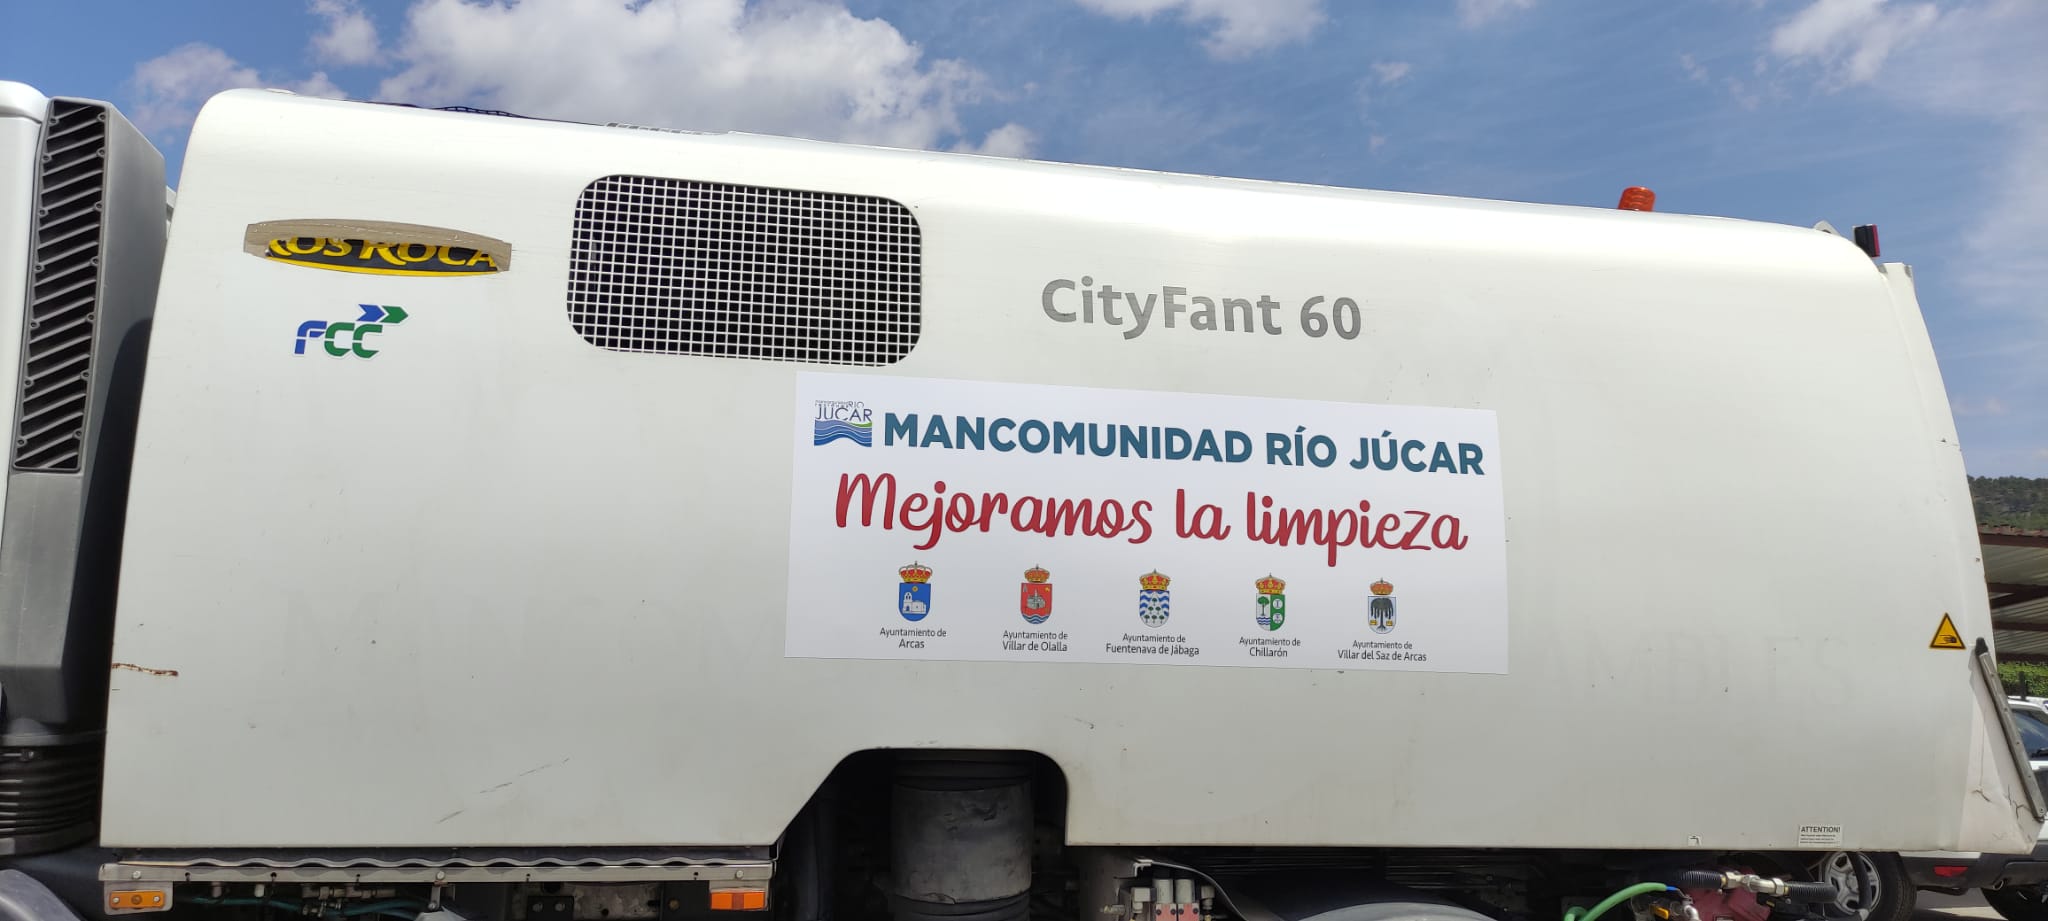 ROS ROCA
FCC
CityFant 60
RÍO
JÚCAR
MANCOMUNIDAD RÍO JÚCAR
Mejoramos la limpieza
Ayuntamiento de
Arcas
Ayuntamiento de
Villar de Olalla
Ayuntamiento de
Fuentenava de Jábaga
Ayuntamiento de
Chillarón
Ayuntamiento de
Villar del Saz de Arcas
ATTENTION!